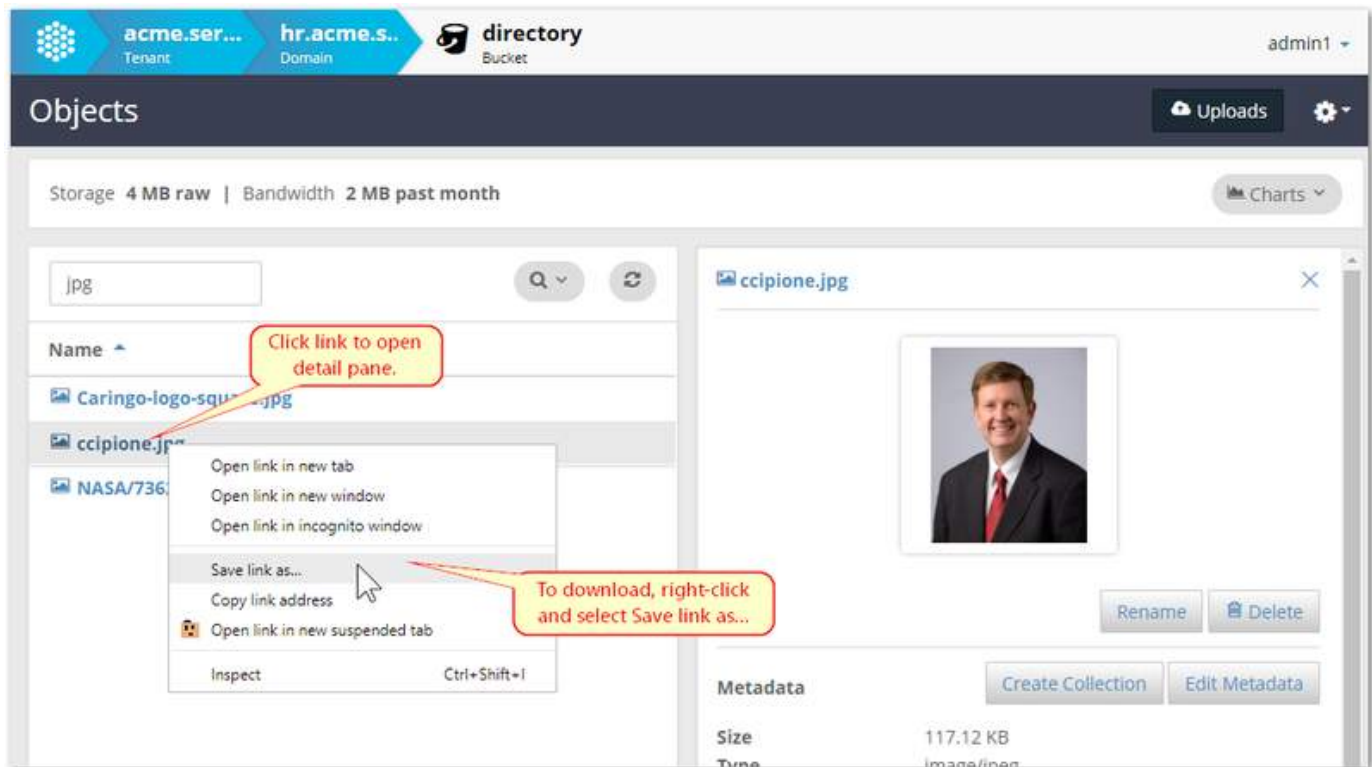 acme.ser...
Tenant
hr.acme.s..
Domain
directory
Bucket
admin1
Objects
Uploads
Storage 4 MB raw | Bandwidth 2 MB past month
Charts
jpg
ccipione.jpg
Name
Click link to open
detail pane.
Caringo-logo-squ
.jpg
ccipione.jpg
NASA/736
Open link in new tab
Open link in new window
Open link in incognito window
Save link as...
Copy link address
Open link in new suspended tab
Inspect Ctrl+Shift+I
To download, right-click
and select Save link as...
Rename
Delete
Metadata
Create Collection
Edit Metadata
Size 117.12 KB
Type image/jpeg